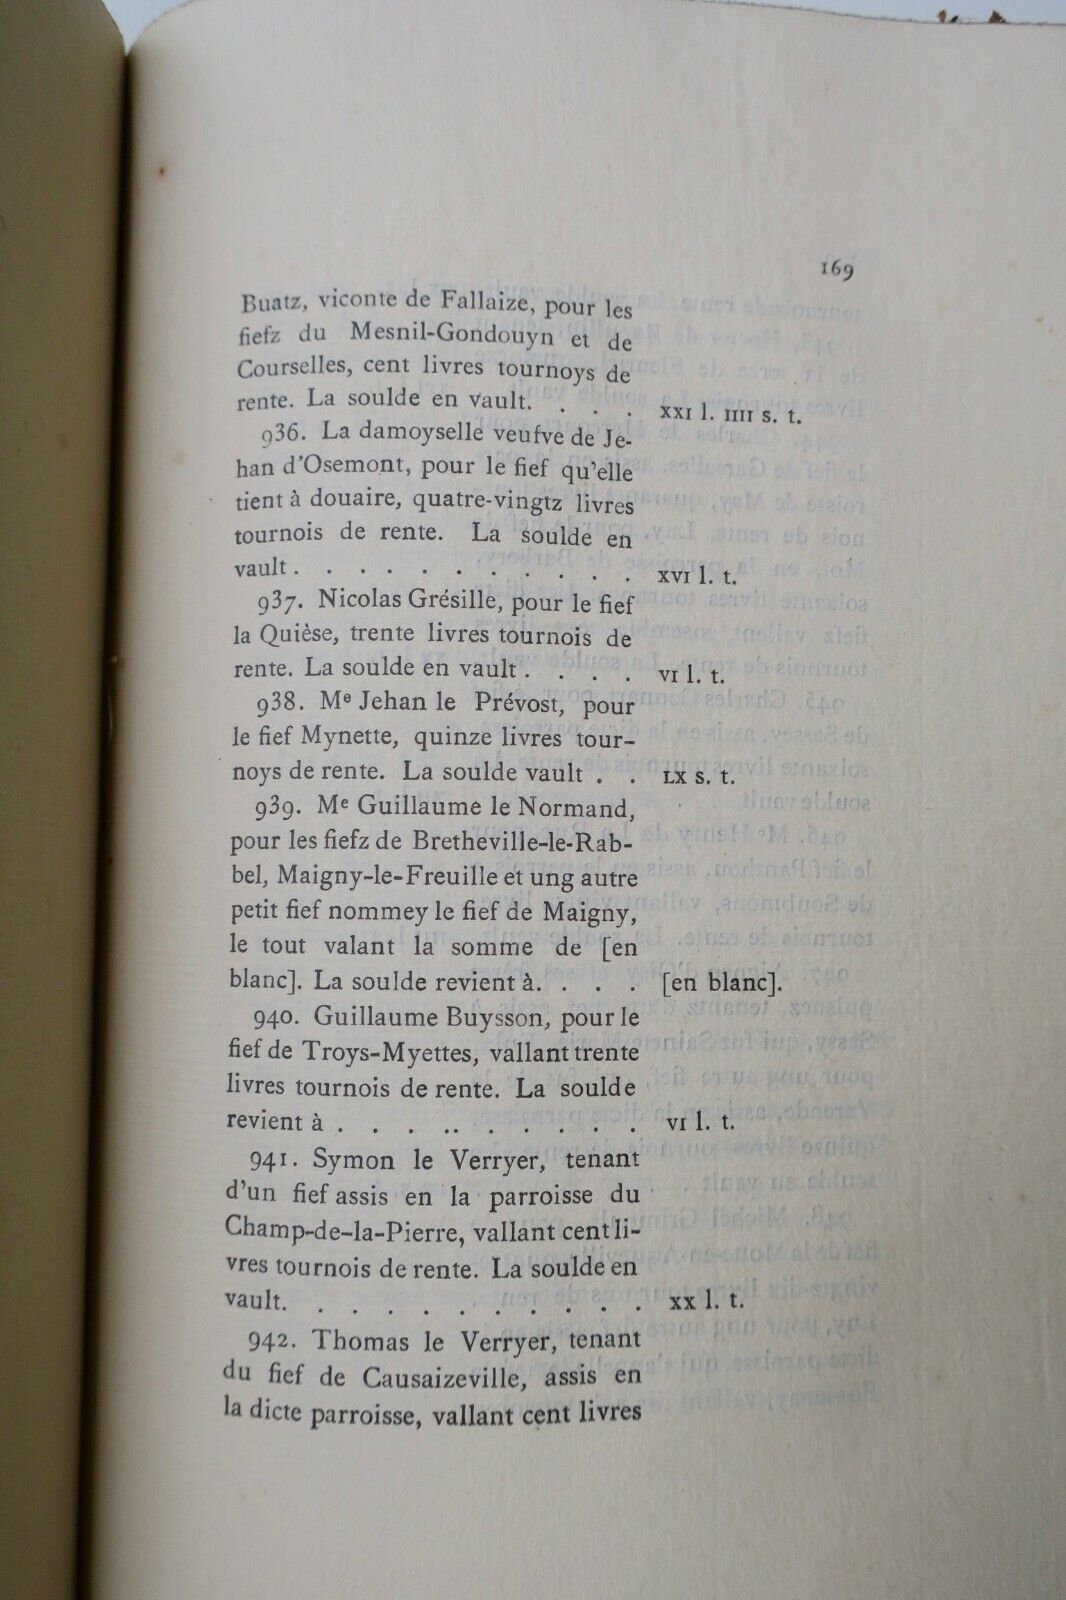 169
Buatz, viconte de Fallaize, pour les
fiefz du Mesnil-Gondouyn et de
Courselles, cent livres tournoys de
rente. La soulde en vault. . . . xxi l. iiii s. t.
936. La damoyselle veufve de Je-
han d'Osemont, pour le fief qu'elle
tient à douaire, quatre-vingtz livres
tournois de rente. La soulde en
vault . . . . . . . . . . . xvi l. t.
937. Nicolas Grésille, pour le fief
la Quièse, trente livres tournois de
rente. La soulde en vault . . . . vi l. t.
938. Me Jehan le Prévost, pour
le fief Mynette, quinze livres tour-
noys de rente. La soulde vault . . lx s. t.
939. Me Guillaume le Normand,
pour les fiefz de Bretheville-le-Rab-
bel, Maigny-le-Freuille et ung autre
petit fief nommey le fief de Maigny,
le tout valant la somme de [en
blanc]. La soulde revient à. . . . [en blanc].
940. Guillaume Buysson, pour le
fief de Troys-Myettes, vallant trente
livres tournois de rente. La soulde
revient à . . . .. . . . . . vi l. t.
941. Symon le Verryer, tenant
d'un fief assis en la parroisse du
Champ-de-la-Pierre, vallant cent li-
vres tournois de rente. La soulde en
vault. . . . . . . . . . . xx l. t.
942. Thomas le Verryer, tenant
du fief de Causaizeville, assis en
la dicte parroisse, vallant cent livres